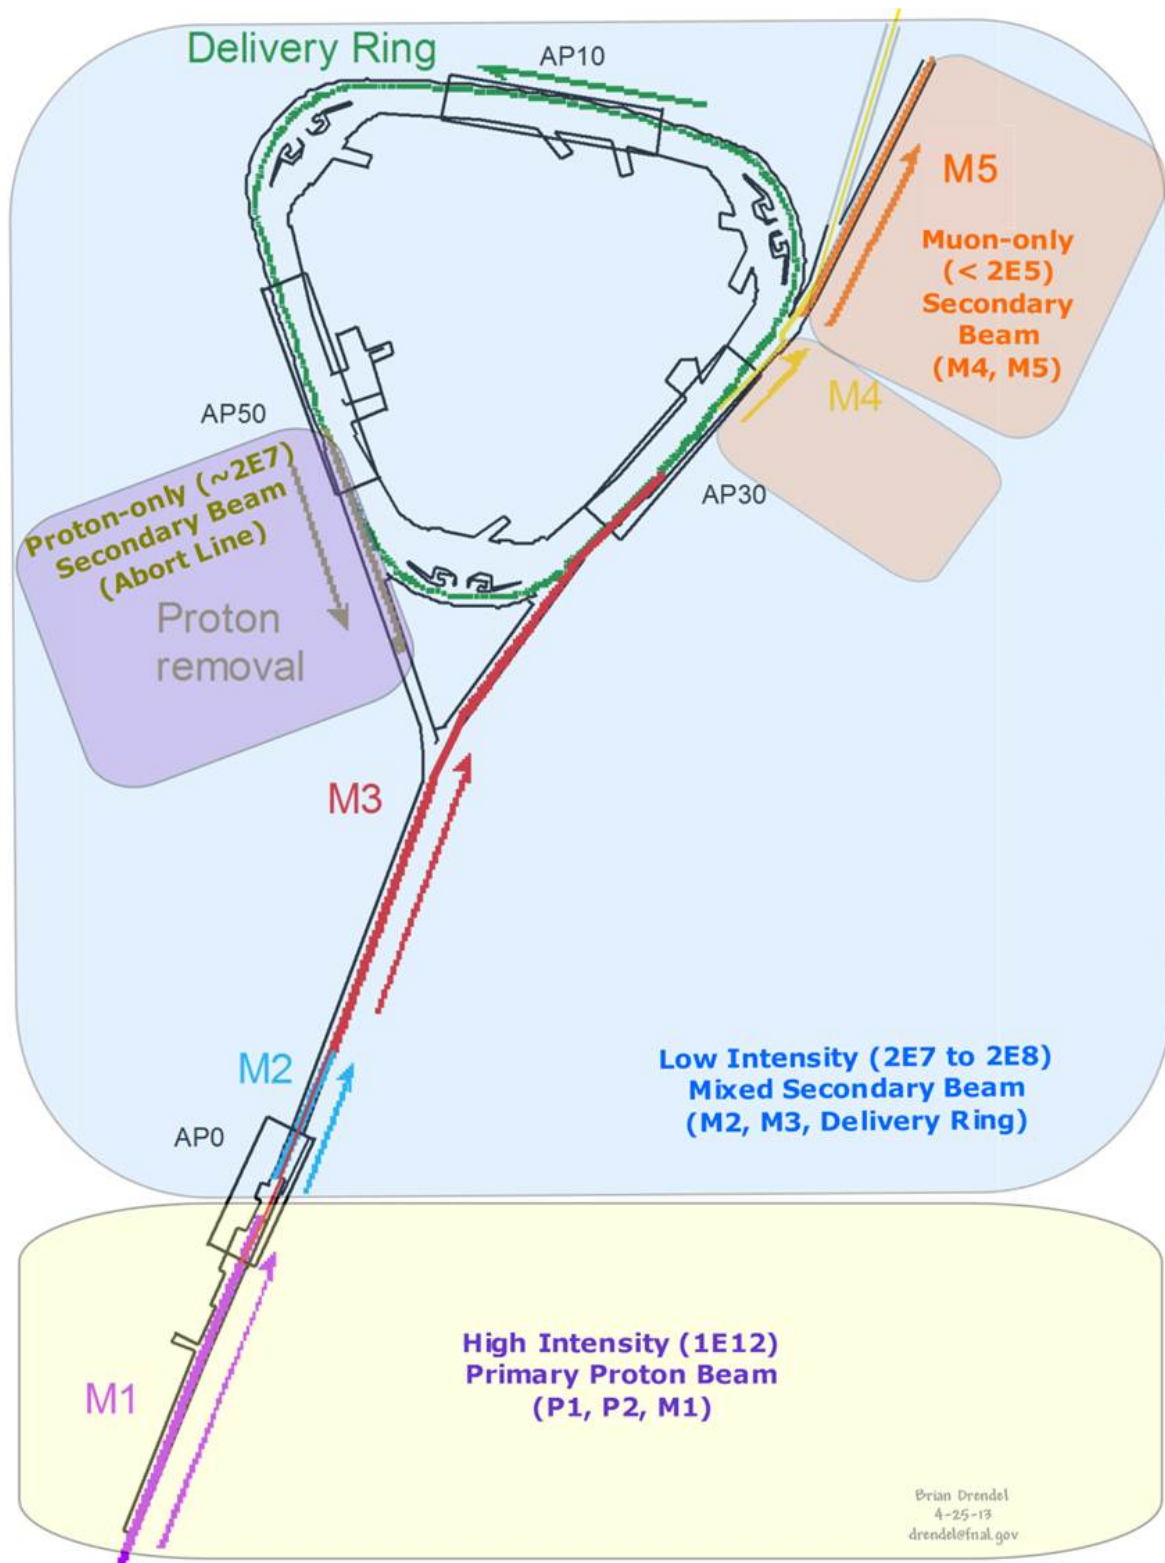 Delivery Ring
AP10
M5
Muon-only
(< 2E5)
Secondary
Beam
(M4, M5)
M4
AP50
AP30
Proton-only (~2E7)
Secondary Beam
(Abort Line)
Proton
removal
M3
M2
AP0
Low Intensity (2E7 to 2E8)
Mixed Secondary Beam
(M2, M3, Delivery Ring)
High Intensity (1E12)
Primary Proton Beam
(P1, P2, M1)
M1
Brian Drendel
4-25-13
drendel@fnal.gov